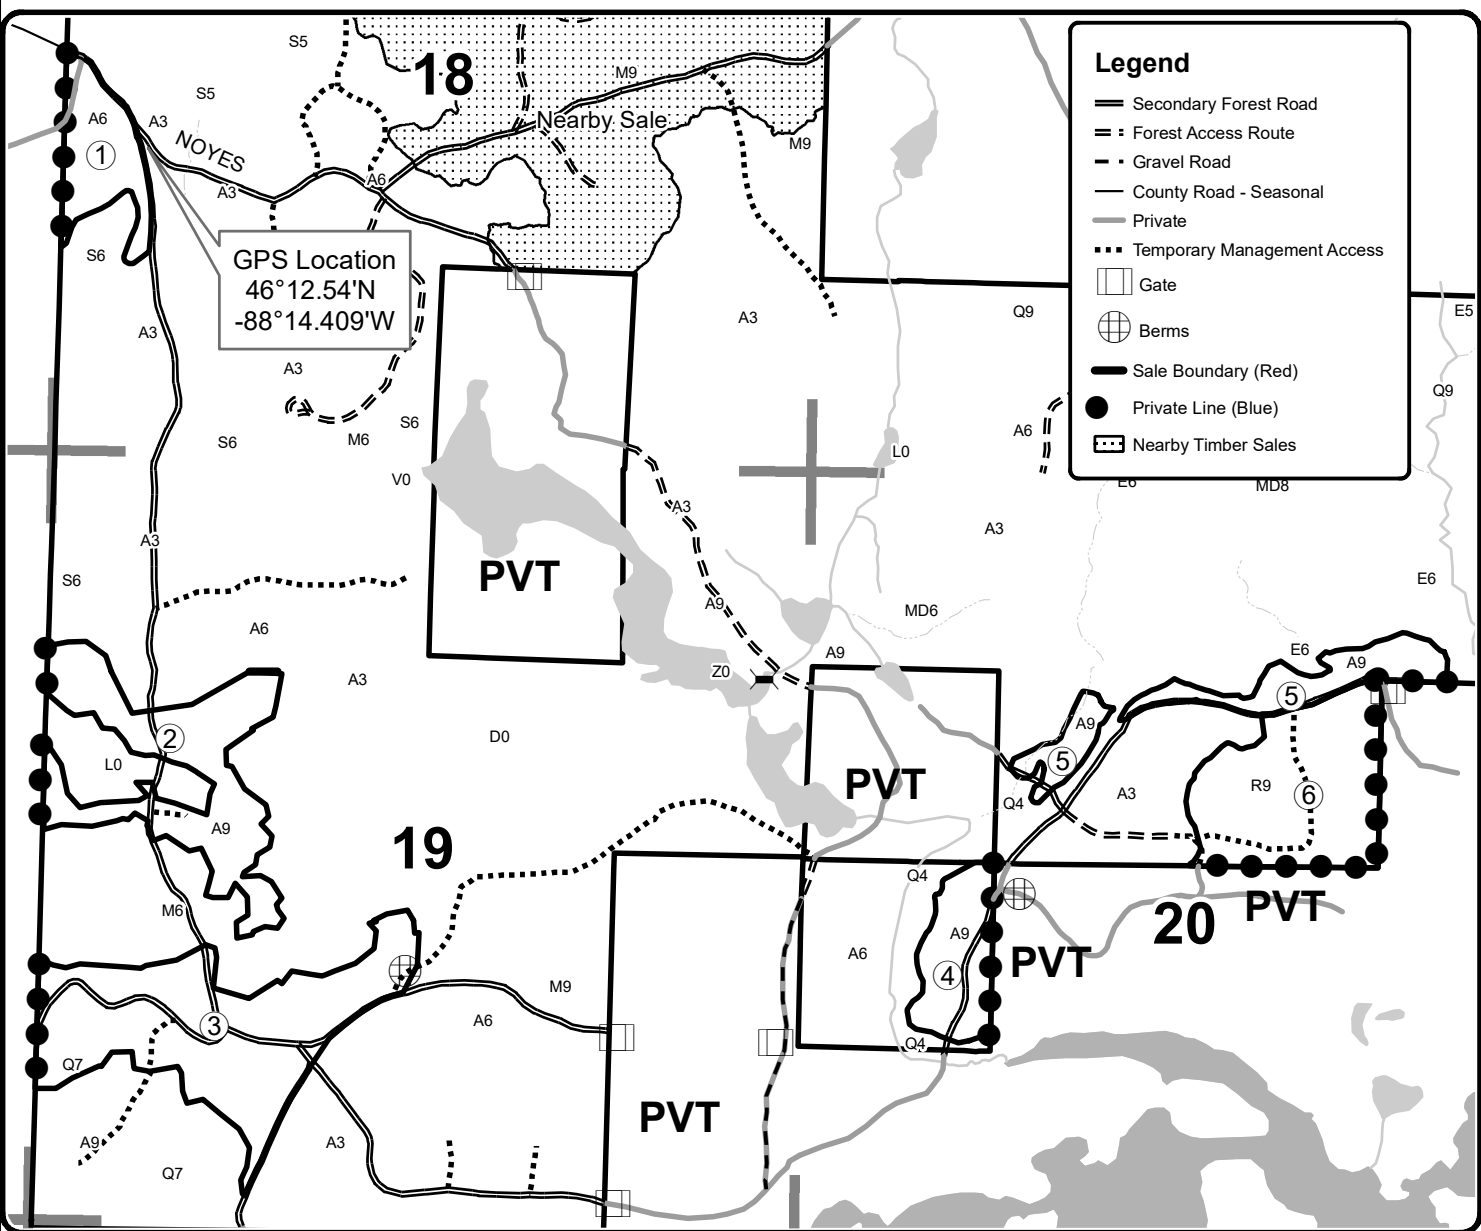 S5
18
M9
S5
A6
A3
NOYES
Nearby Sale
1
M9
A6
A3
S6
GPS Location
46°12.54'N
-88°14.409'W
A3
A3
A3
Q9
E5
Legend
Secondary Forest Road
Forest Access Route
Gravel Road
County Road - Seasonal
Private
Temporary Management Access
Gate
Berms
Sale Boundary (Red)
Private Line (Blue)
Nearby Timber Sales
Q9
S6
M6
S6
A6
L0
V0
E6
MD8
A3
A3
A3
S6
PVT
E6
A9
MD6
A6
A9
E6
A9
Z0
A3
5
A9
2
D0
L0
5
PVT
Q4
A3
R9
6
A9
19
Q4
M6
A9
20
PVT
A6
PVT
4
M9
A6
3
Q4
Q7
PVT
A9
A3
Q7